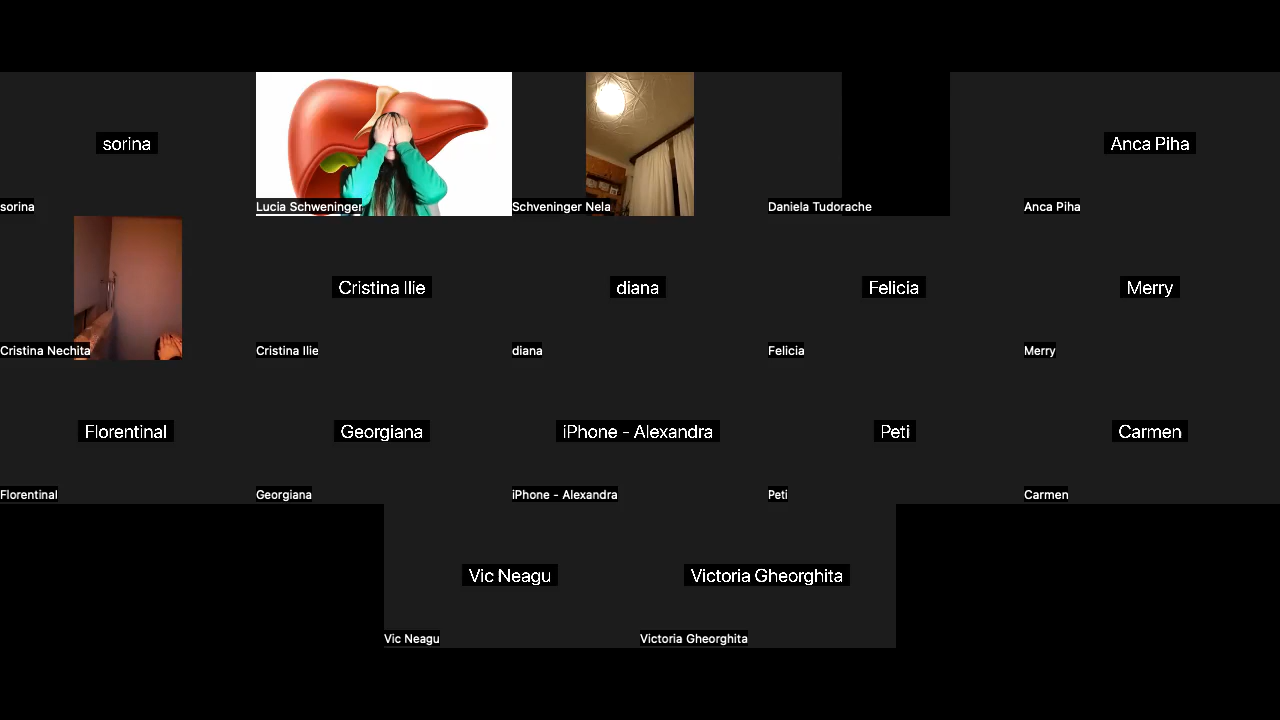 sorina
Anca Piha
sorina
Lucia Schweninger
Schveninger Nela
Daniela Tudorache
Anca Piha
Cristina Ilie
diana
Felicia
Merry
Cristina Nechita
Cristina Ilie
diana
Felicia
Merry
Florentinal
Georgiana
iPhone - Alexandra
Peti
Carmen
Florentinal
Georgiana
iPhone - Alexandra
Peti
Carmen
Vic Neagu
Victoria Gheorghita
Vic Neagu
Victoria Gheorghita